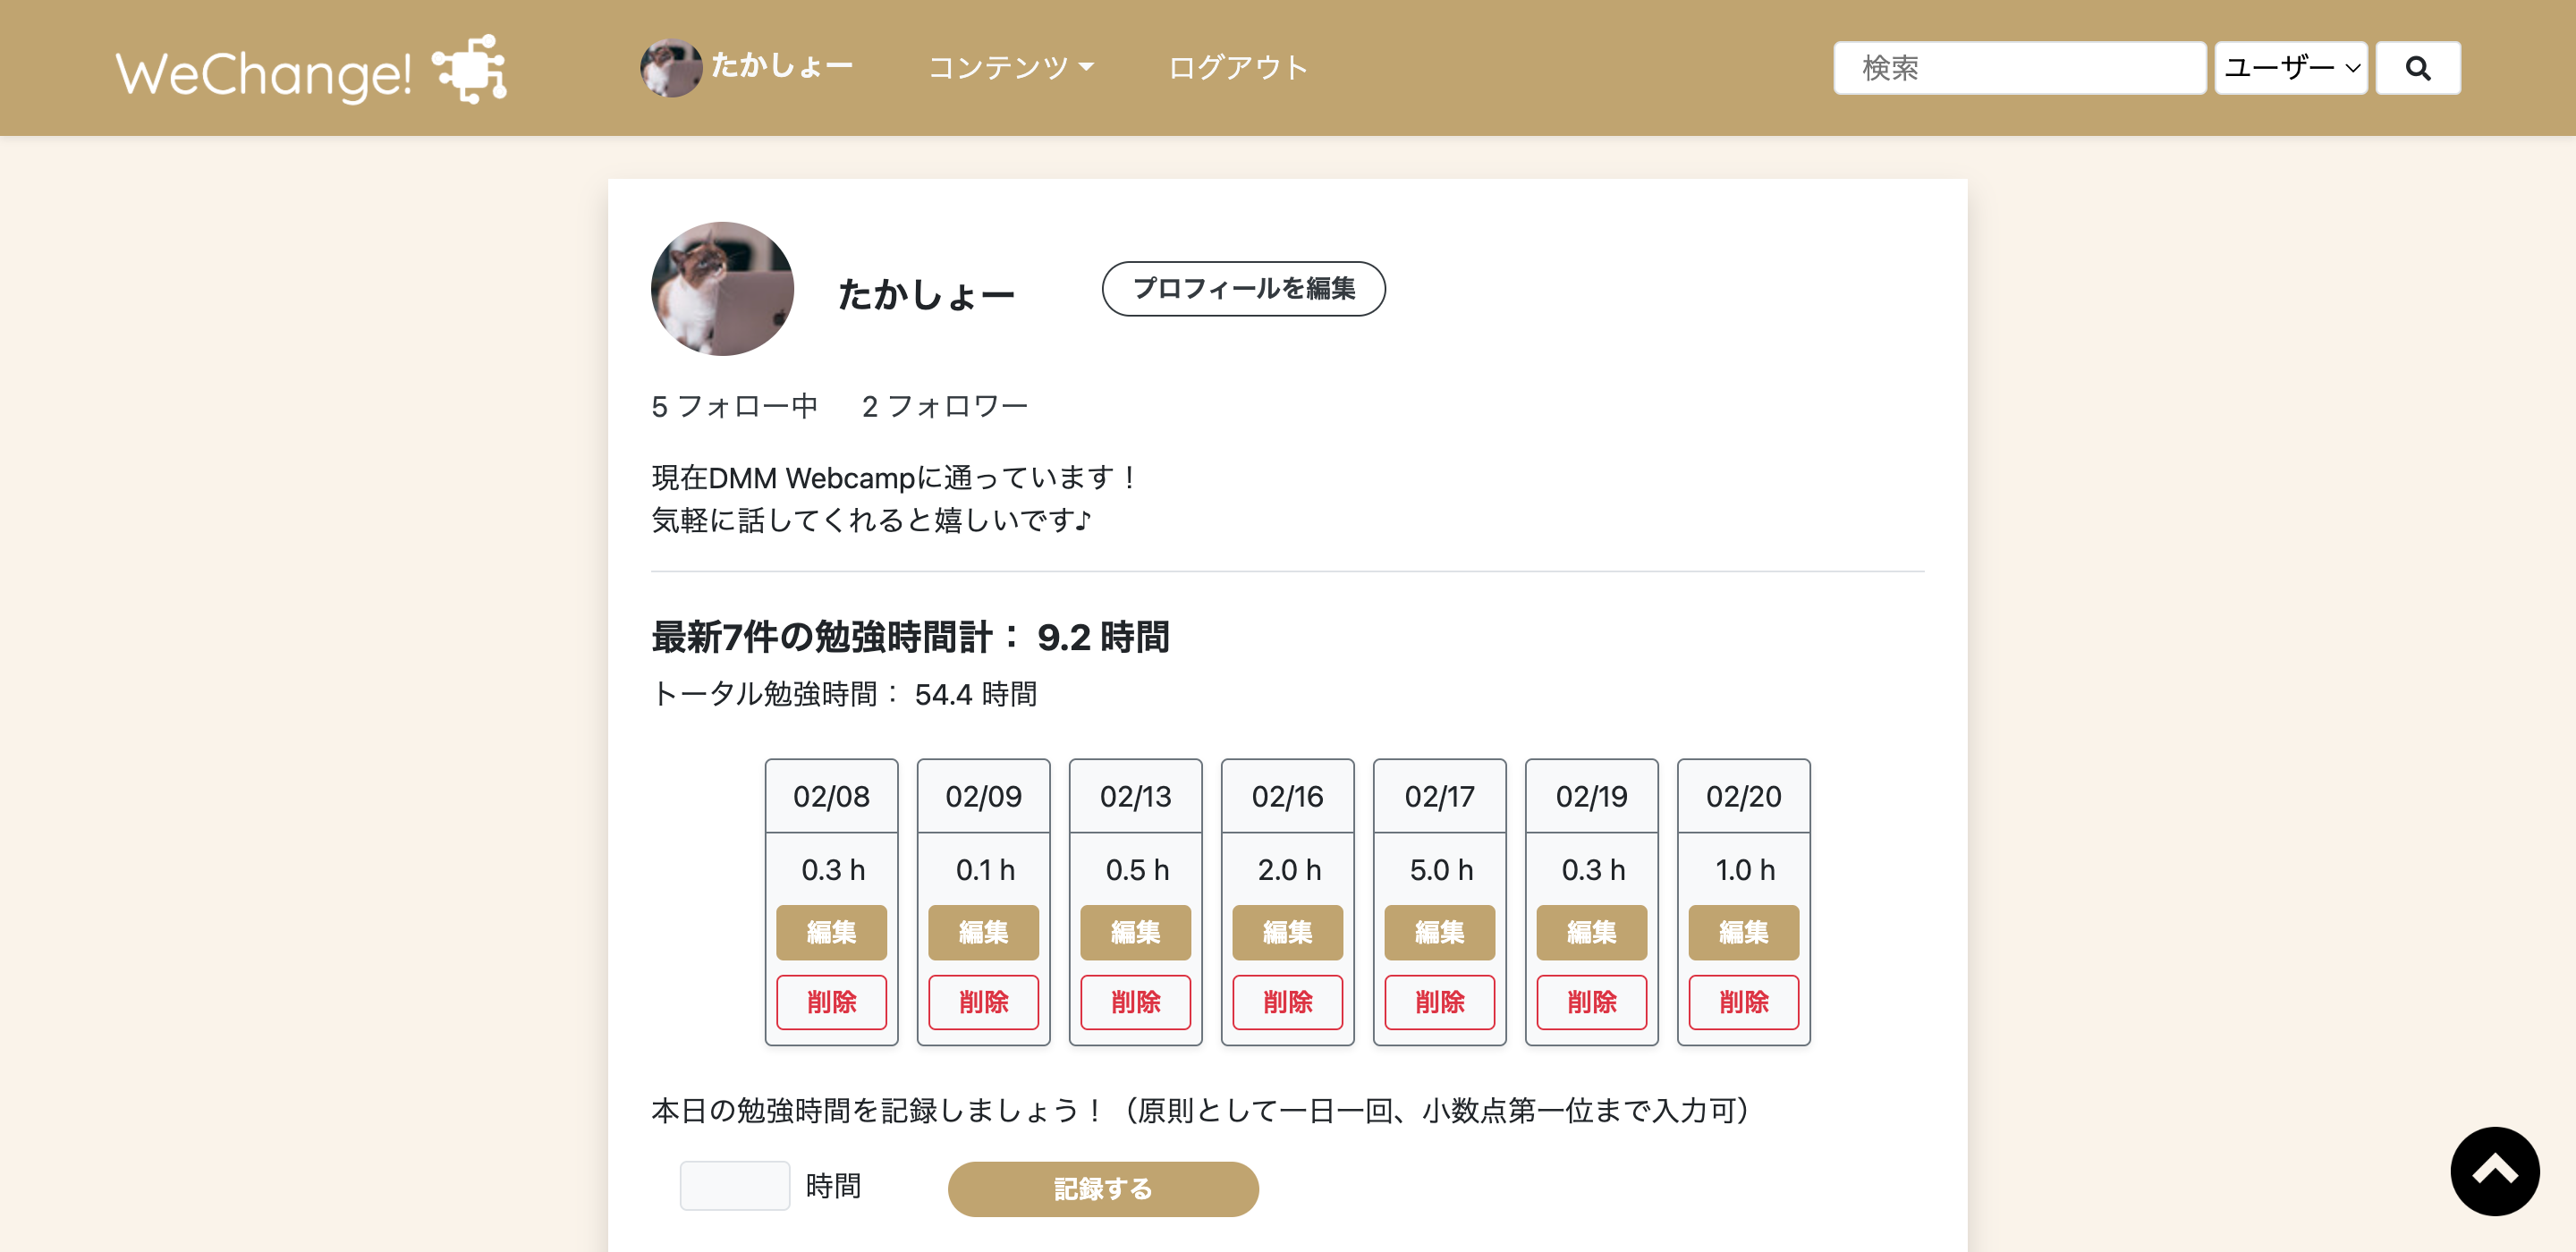 WeChange!
たかしょー
コンテンツ
ログアウト
検索
ユーザー
たかしょー
プロフィールを編集
5 フォロー中 2 フォロワー
現在DMM Webcampに通っています！
気軽に話してくれると嬉しいです♪
最新7件の勉強時間計： 9.2 時間
トータル勉強時間： 54.4 時間
02/08 02/09 02/13 02/16 02/17 02/19 02/20
0.3 h 0.1 h 0.5 h 2.0 h 5.0 h 0.3 h 1.0 h
編集 編集 編集 編集 編集 編集 編集
削除 削除 削除 削除 削除 削除 削除
本日の勉強時間を記録しましょう！（原則として一日一回、小数点第一位まで入力可）
時間 記録する